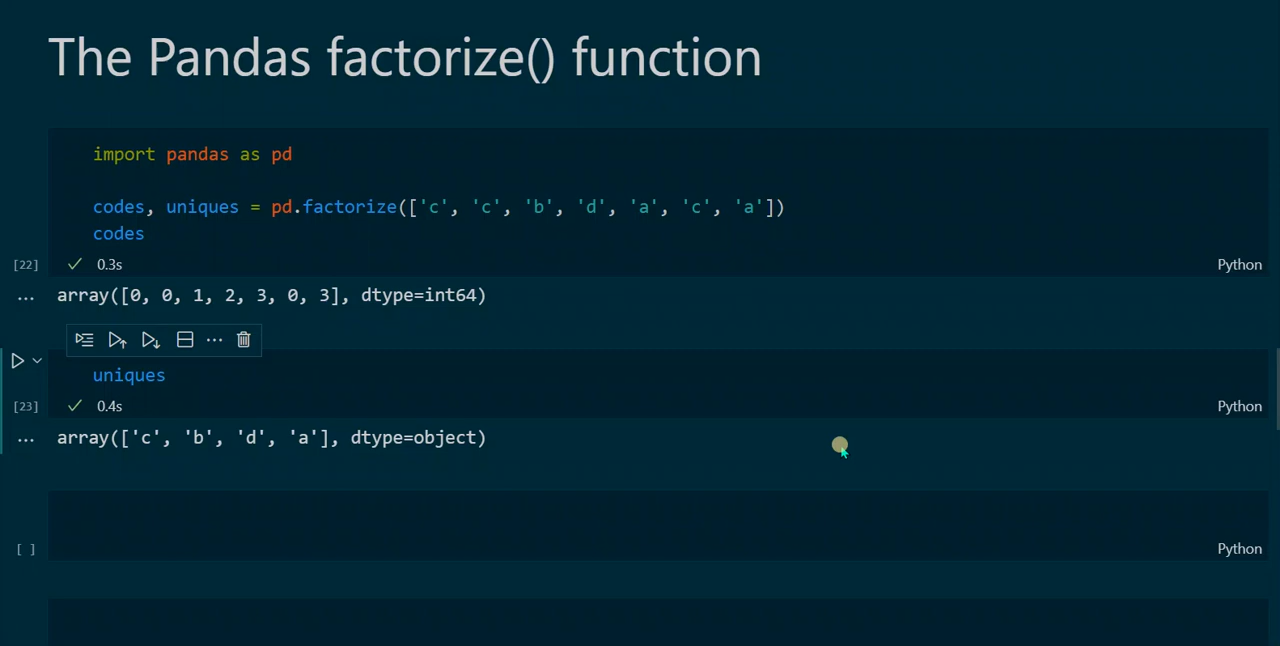 The Pandas factorize() function
import pandas as pd
codes, uniques = pd.factorize(['c', 'c', 'b', 'd', 'a', 'c', 'a'])
codes
[22] 0.3s Python
... array([0, 0, 1, 2, 3, 0, 3], dtype=int64)
...
uniques
[23] 0.4s Python
... array(['c', 'b', 'd', 'a'], dtype=object)
[ ] Python